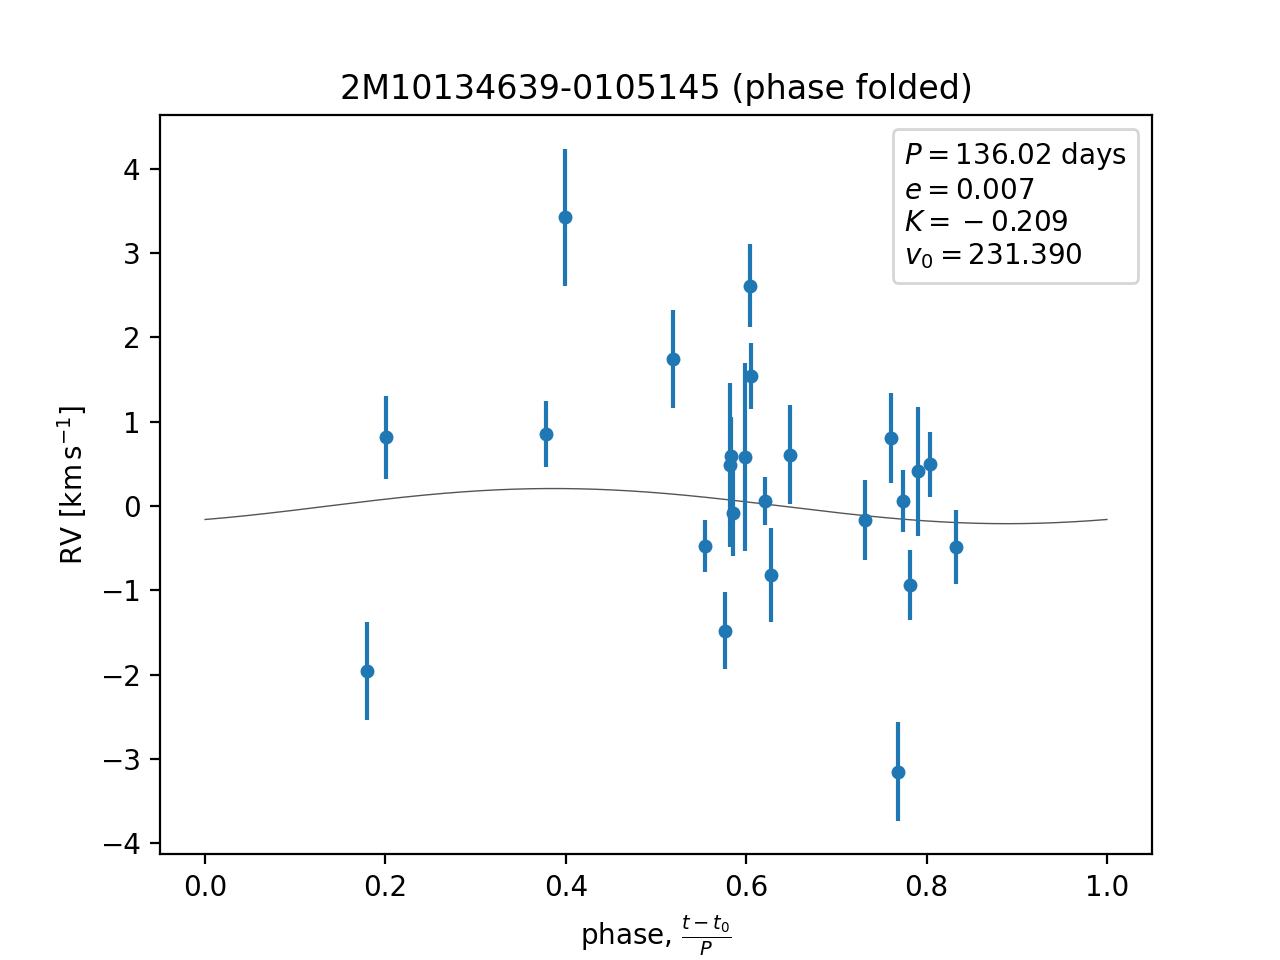 2M10134639-0105145 (phase folded)
P = 136.02 days
e = 0.007
K = −0.209
v₀ = 231.390
RV [km s⁻¹]
4
3
2
1
0
−1
−2
−3
−4
0.0 0.2 0.4 0.6 0.8 1.0
phase, (t − t₀)/P